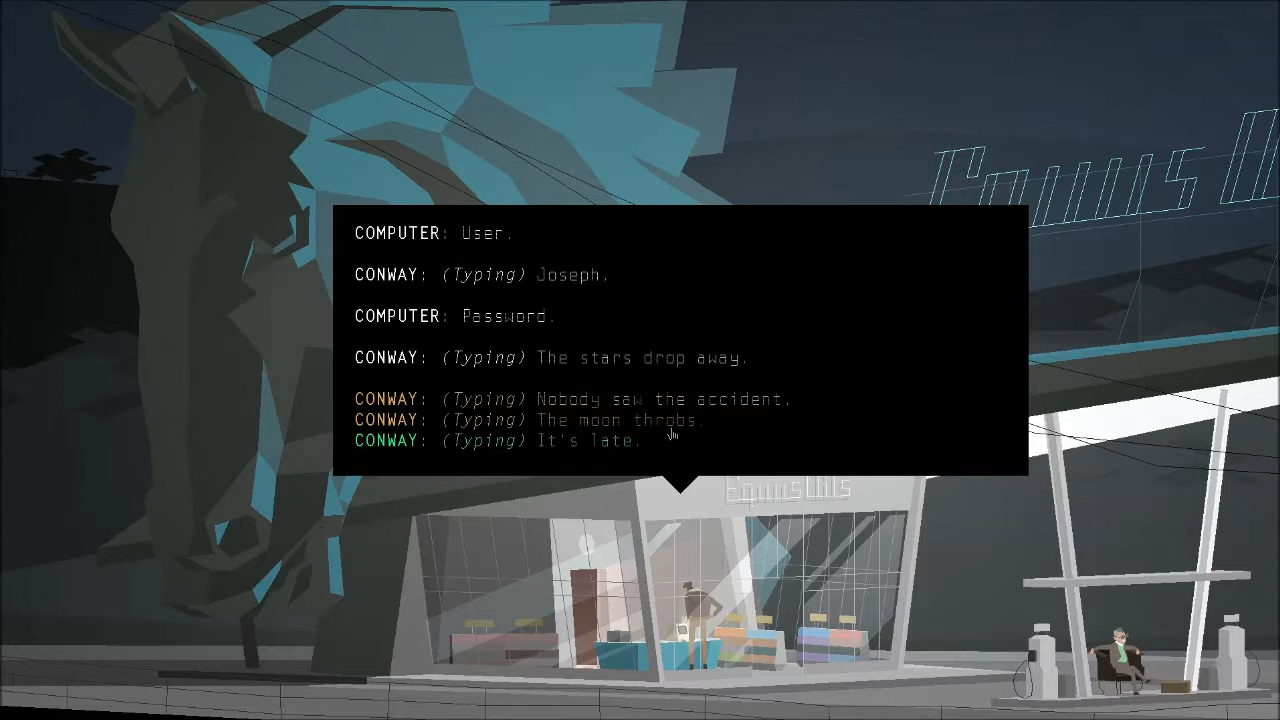 Equus O
COMPUTER: User.
CONWAY: (Typing) Joseph.
COMPUTER: Password.
CONWAY: (Typing) The stars drop away.
CONWAY: (Typing) Nobody saw the accident.
CONWAY: (Typing) The moon throbs.
CONWAY: (Typing) It's late.
Equus Oils